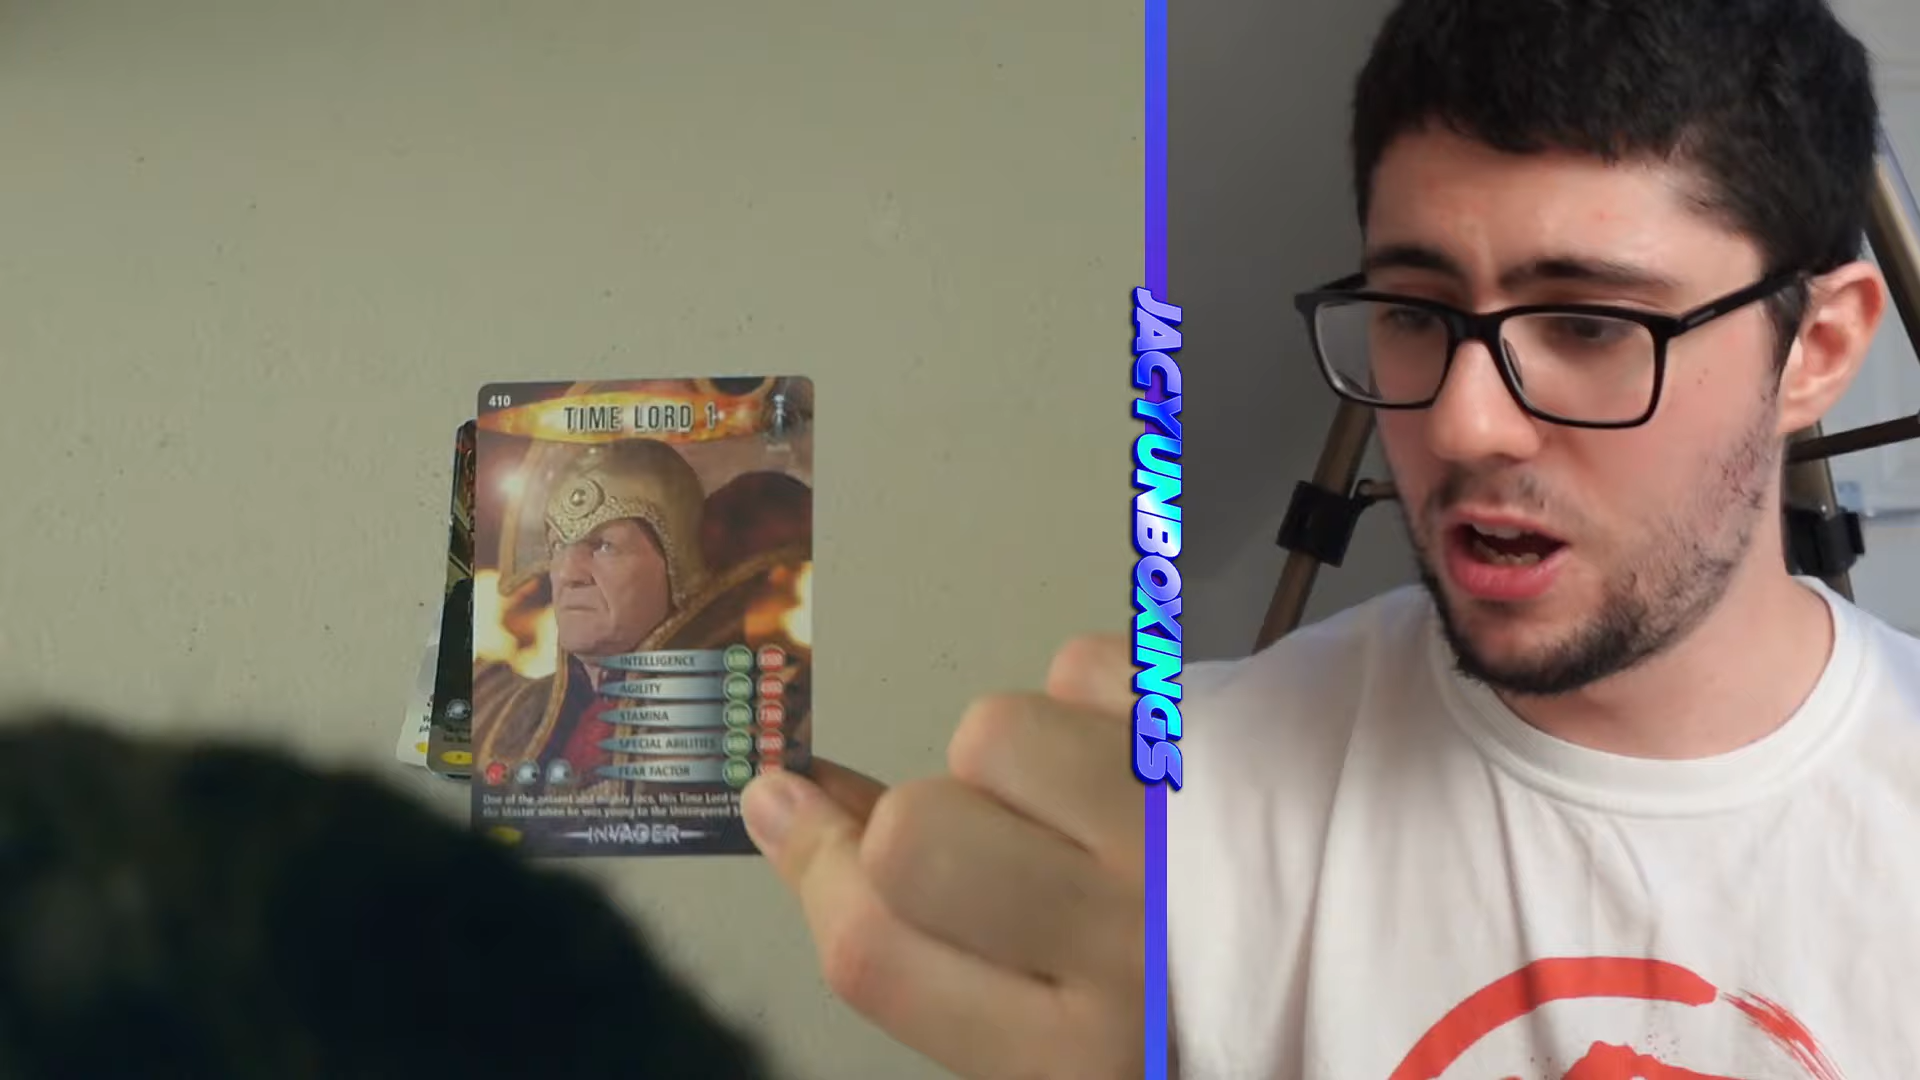 410
TIME LORD 1
INTELLIGENCE
AGILITY
STAMINA
SPECIAL ABILITIES
FEAR FACTOR
One of the ancient and mighty race, this Time Lord
the Master when he was young to the Untempered
INVADER
JACYUNBOXINGS